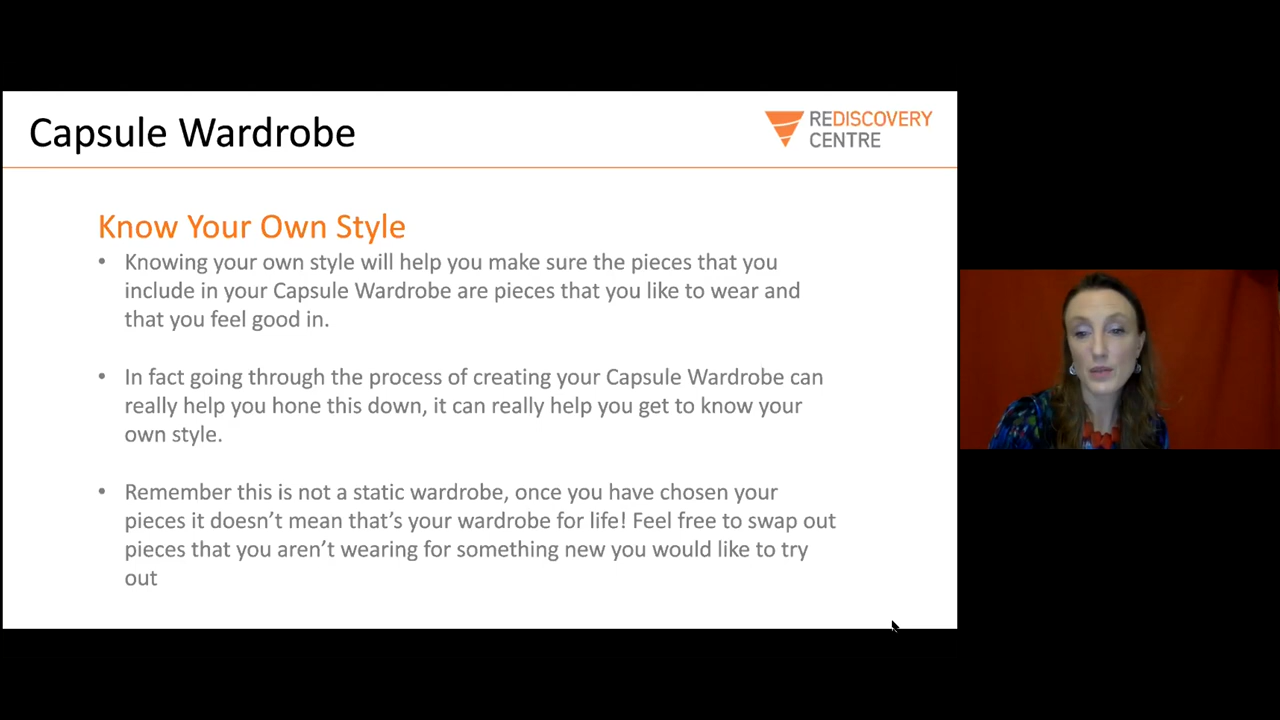 Capsule Wardrobe
REDISCOVERY
CENTRE
Know Your Own Style
• Knowing your own style will help you make sure the pieces that you
include in your Capsule Wardrobe are pieces that you like to wear and
that you feel good in.
• In fact going through the process of creating your Capsule Wardrobe can
really help you hone this down, it can really help you get to know your
own style.
• Remember this is not a static wardrobe, once you have chosen your
pieces it doesn’t mean that’s your wardrobe for life! Feel free to swap out
pieces that you aren’t wearing for something new you would like to try
out